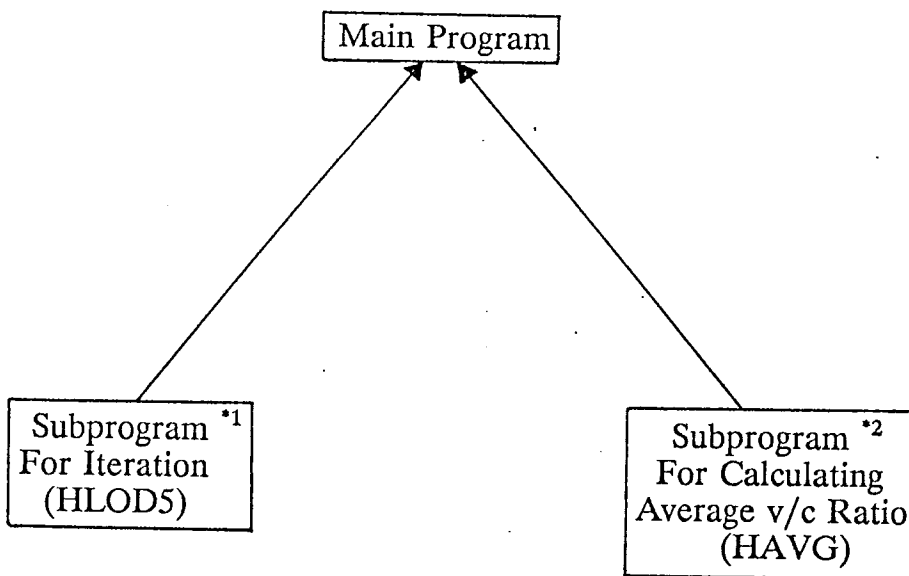 Main Program
Subprogram *1
For Iteration
(HLOD5)
Subprogram *2
For Calculating
Average v/c Ratio
(HAVG)